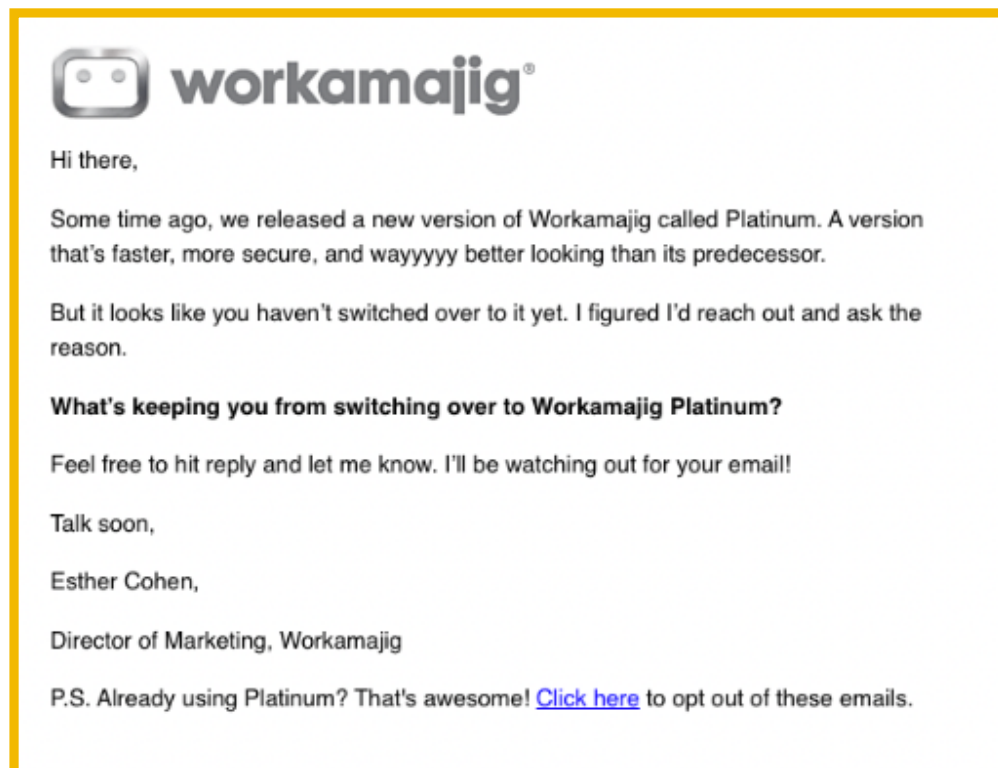 workamajig®
Hi there,
Some time ago, we released a new version of Workamajig called Platinum. A version
that's faster, more secure, and wayyyyy better looking than its predecessor.
But it looks like you haven't switched over to it yet. I figured I'd reach out and ask the
reason.
What's keeping you from switching over to Workamajig Platinum?
Feel free to hit reply and let me know. I'll be watching out for your email!
Talk soon,
Esther Cohen,
Director of Marketing, Workamajig
P.S. Already using Platinum? That's awesome! Click here to opt out of these emails.